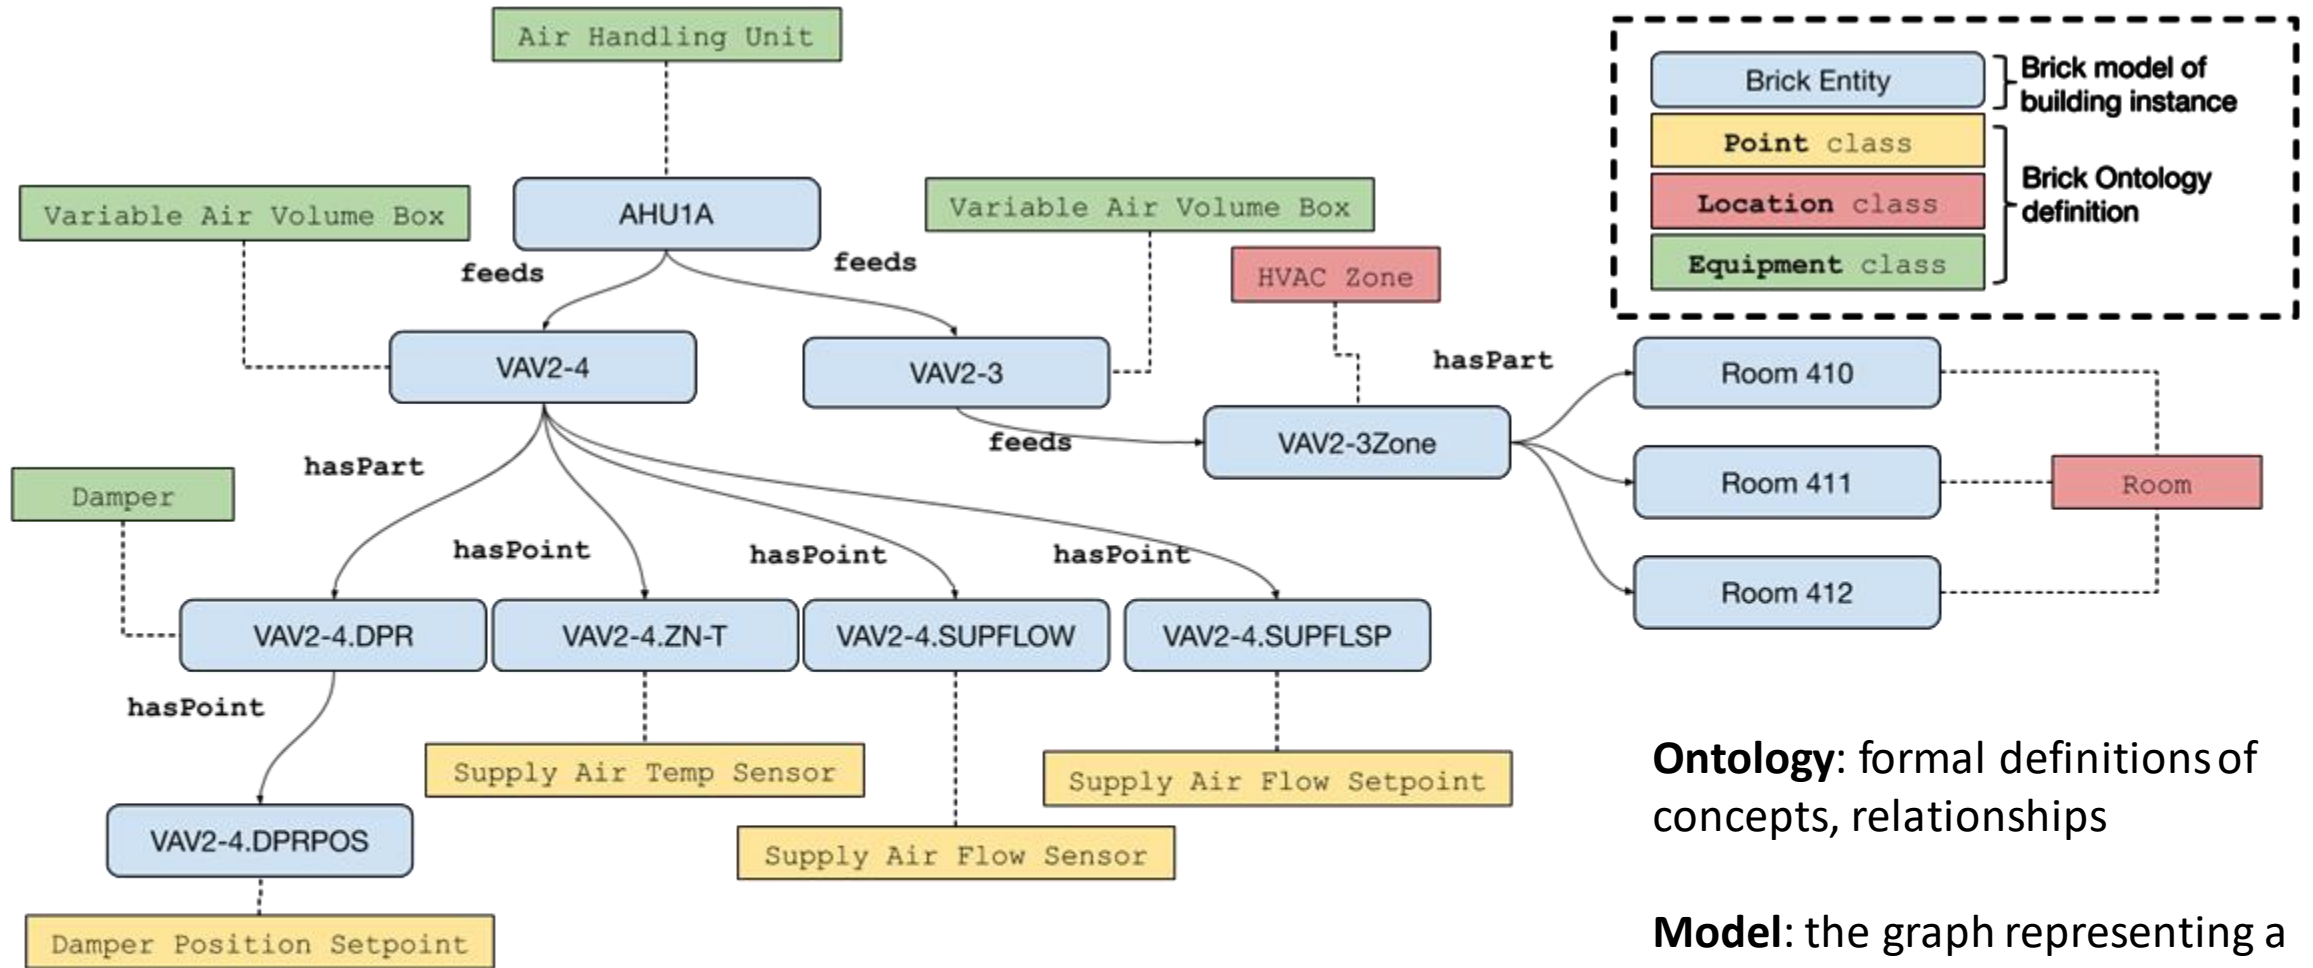 Air Handling Unit
Brick Entity
Brick model of
building instance
Point class
Location class
Equipment class
Brick Ontology
definition
Variable Air Volume Box
AHU1A
Variable Air Volume Box
feeds
feeds
HVAC Zone
VAV2-4
VAV2-3
hasPart
Room 410
feeds
VAV2-3Zone
hasPart
Damper
Room 411
Room
hasPoint
hasPoint
hasPoint
Room 412
VAV2-4.DPR
VAV2-4.ZN-T
VAV2-4.SUPFLOW
VAV2-4.SUPFLSP
hasPoint
Supply Air Temp Sensor
Supply Air Flow Setpoint
VAV2-4.DPRPOS
Supply Air Flow Sensor
Damper Position Setpoint
Ontology: formal definitions of
concepts, relationships
Model: the graph representing a